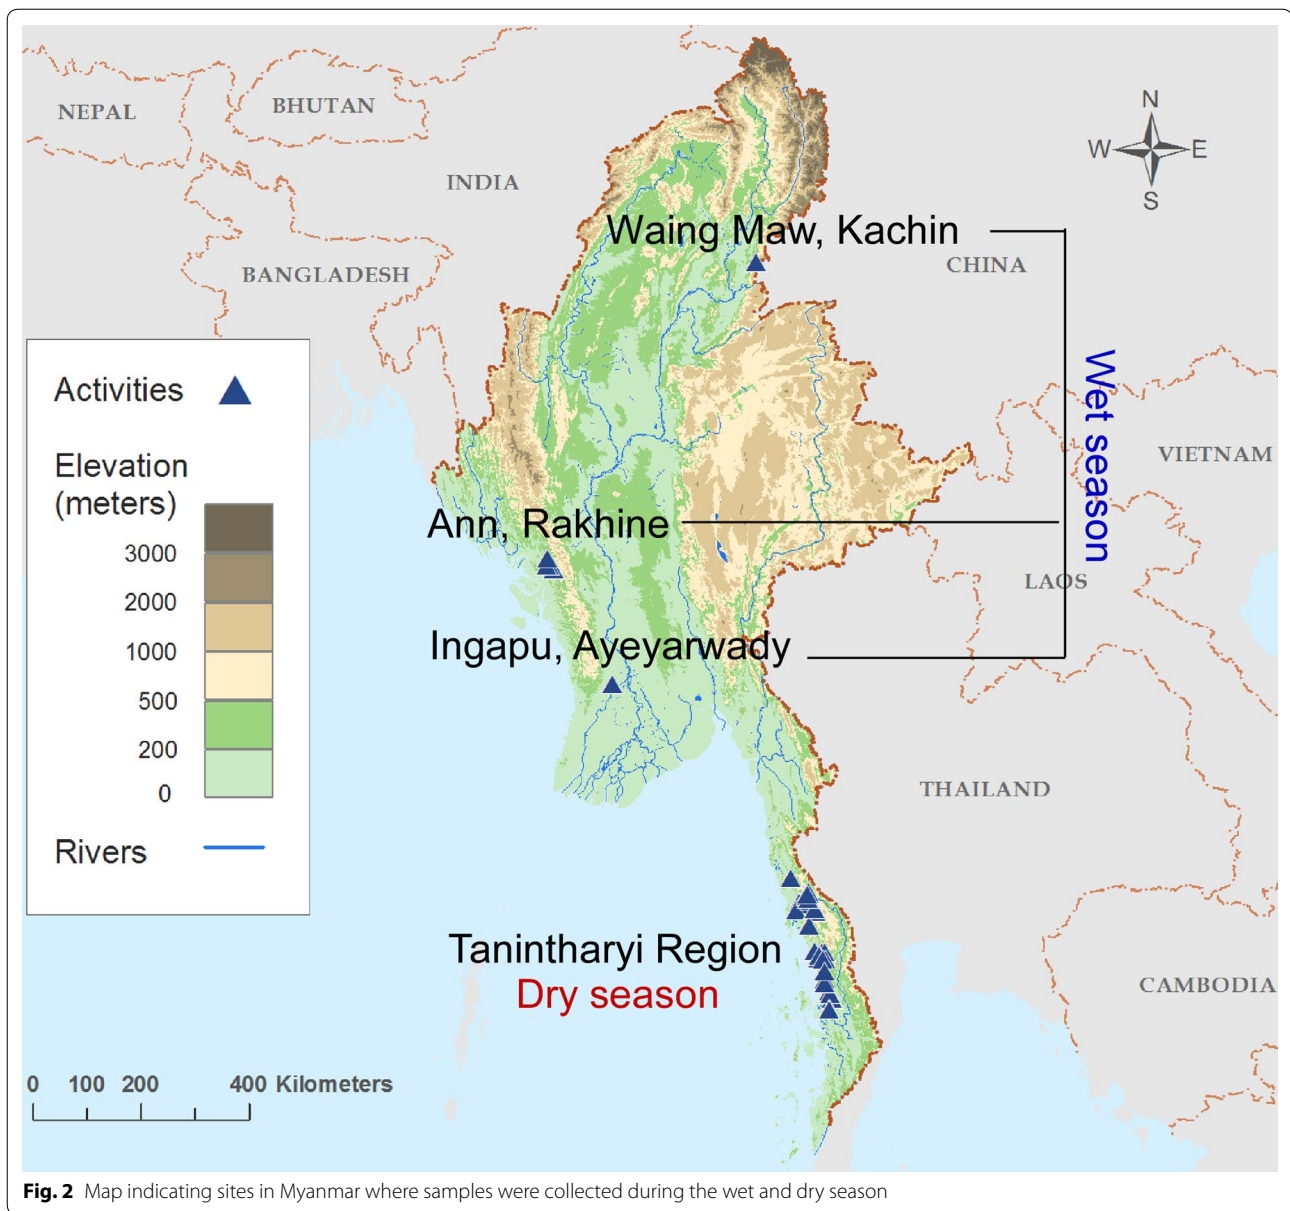 NEPAL
BHUTAN
INDIA
BANGLADESH
N
W E
S
Waing Maw, Kachin
CHINA
Wet season
VIETNAM
LAOS
Ann, Rakhine
Ingapu, Ayeyarwady
THAILAND
CAMBODIA
Tanintharyi Region
Dry season
Activities
Elevation
(meters)
3000
2000
1000
500
200
0
Rivers
0 100 200 400 Kilometers
Fig. 2 Map indicating sites in Myanmar where samples were collected during the wet and dry season